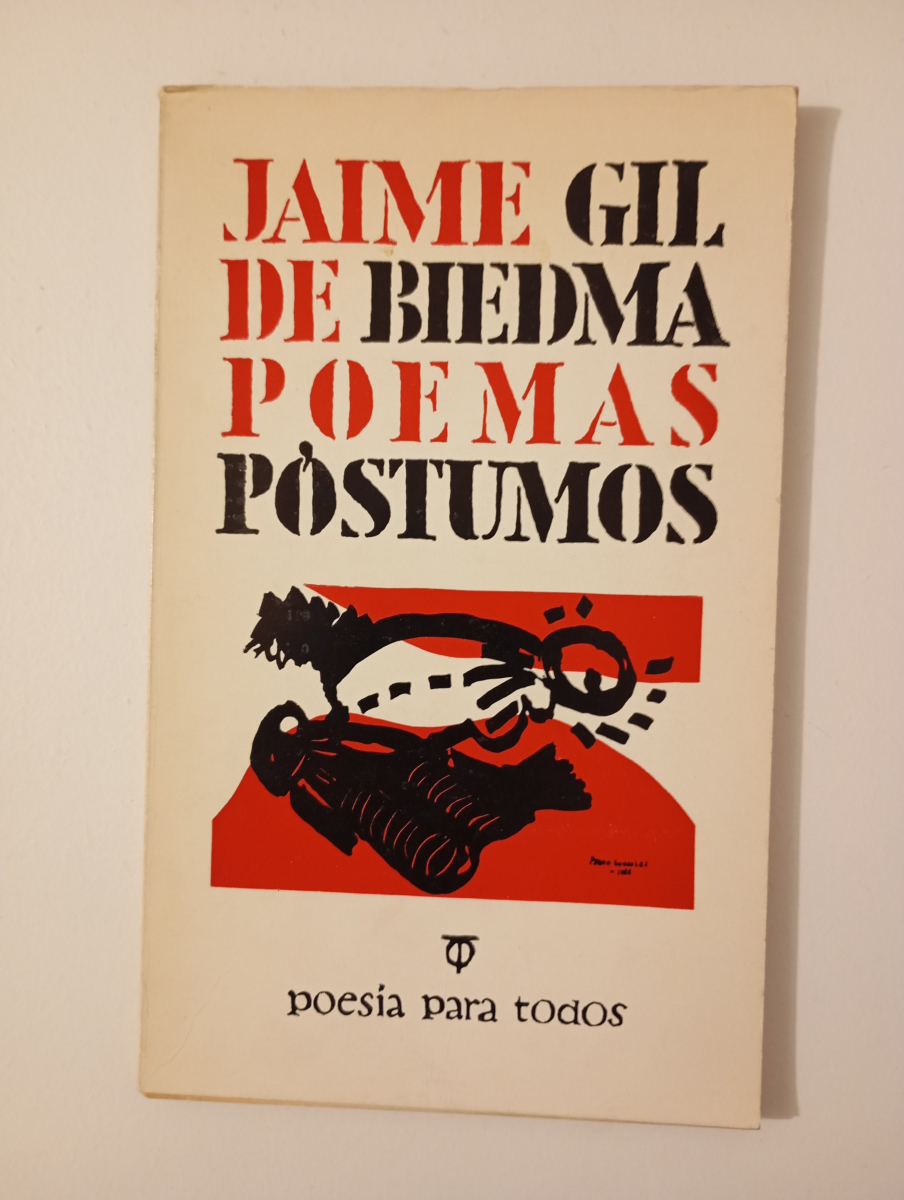 JAIME GIL
DE BIEDMA
POEMAS
PÓSTUMOS
poesía para todos